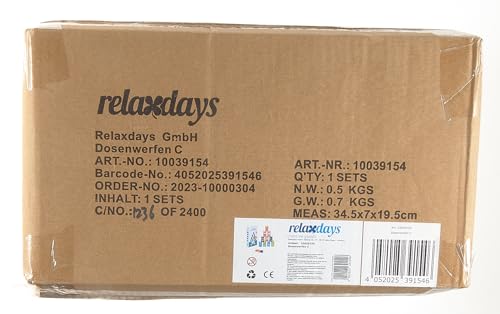 relaxdays
Relaxdays GmbH
Dosenwerfen C
ART.-NO.: 10039154
Barcode-No.: 4052025391546
ORDER-NO.: 2023-10000304
INHALT: 1 SETS
C/NO.: 1236 OF 2400
ART.-NR.: 10039154
Q'TY: 1 SETS
N.W.: 0.5 KGS
G.W.: 0.7 KGS
MEAS: 34.5x7x19.5cm
relaxdays
4 052025 391546